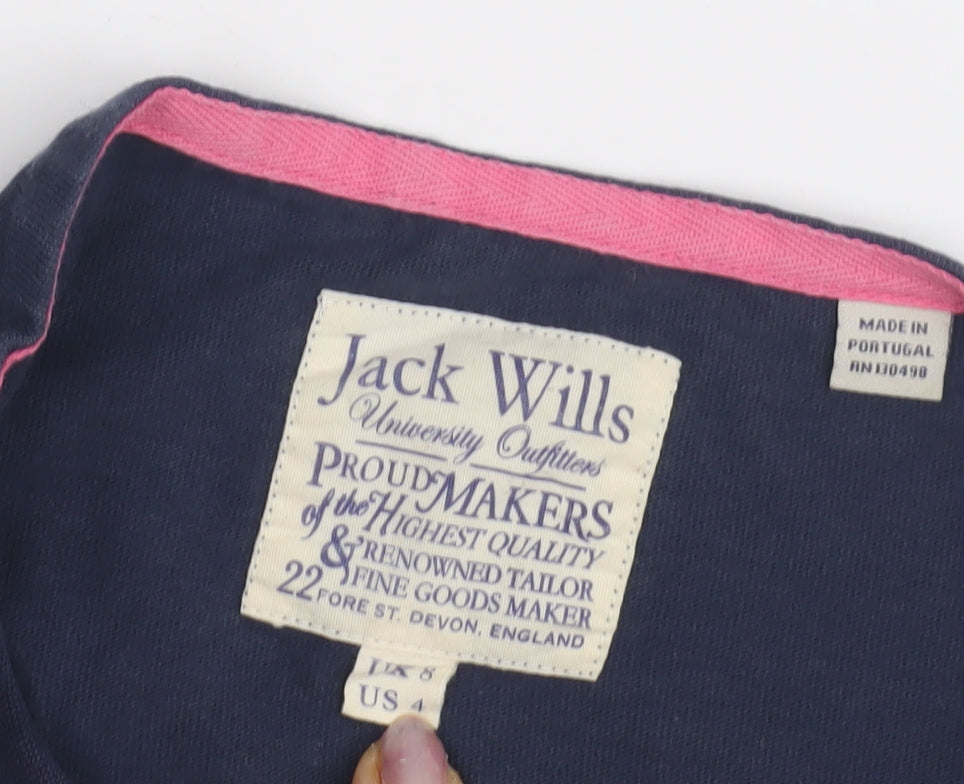 Jack Wills
University Outfitters
PROUD MAKERS
of the HIGHEST QUALITY
& RENOWNED TAILOR
FINE GOODS MAKER
22 FORE ST. DEVON, ENGLAND
UK 8
US 4
MADE IN
PORTUGAL
RN 130498